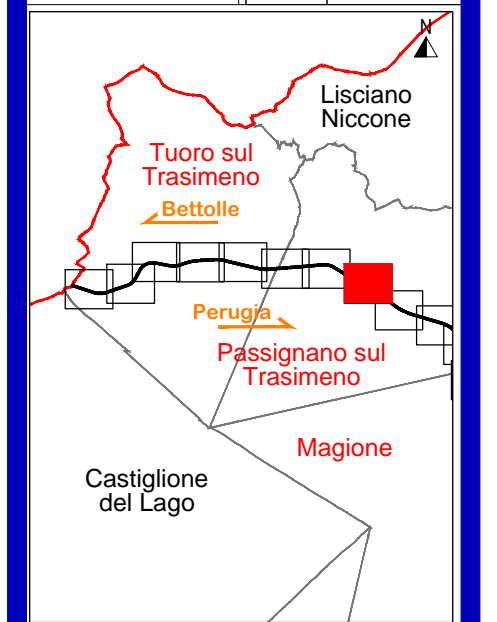 N
Lisciano
Niccone
Tuoro sul
Trasimeno
Bettolle
Perugia
Passignano sul
Trasimeno
Magione
Castiglione
del Lago